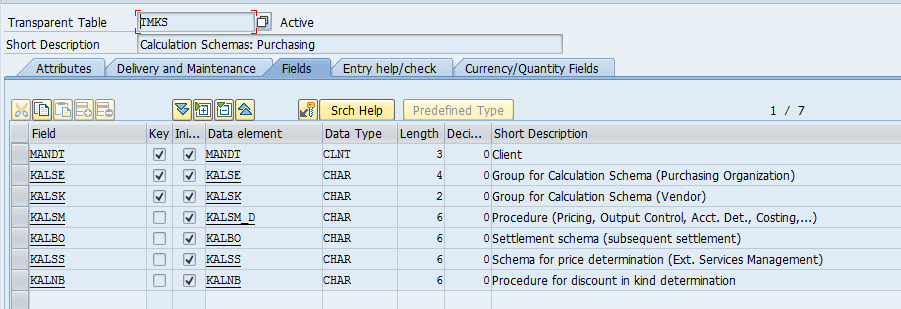 Transparent Table TMKS Active
Short Description Calculation Schemas: Purchasing
Attributes Delivery and Maintenance Fields Entry help/check Currency/Quantity Fields
Srch Help Predefined Type 1 / 7
Field Key Ini... Data element Data Type Length Deci... Short Description
MANDT MANDT CLNT 3 0 Client
KALSE KALSE CHAR 4 0 Group for Calculation Schema (Purchasing Organization)
KALSK KALSK CHAR 2 0 Group for Calculation Schema (Vendor)
KALSM KALSM_D CHAR 6 0 Procedure (Pricing, Output Control, Acct. Det., Costing,...)
KALBO KALBO CHAR 6 0 Settlement schema (subsequent settlement)
KALSS KALSS CHAR 6 0 Schema for price determination (Ext. Services Management)
KALNB KALNB CHAR 6 0 Procedure for discount in kind determination